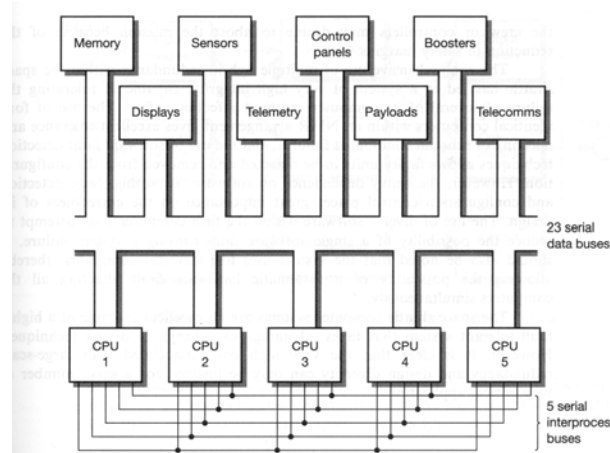 Memory
Sensors
Control
panels
Boosters
Displays
Telemetry
Payloads
Telecomms
23 serial
data buses
CPU
1
CPU
2
CPU
3
CPU
4
CPU
5
5 serial
interproces
buses